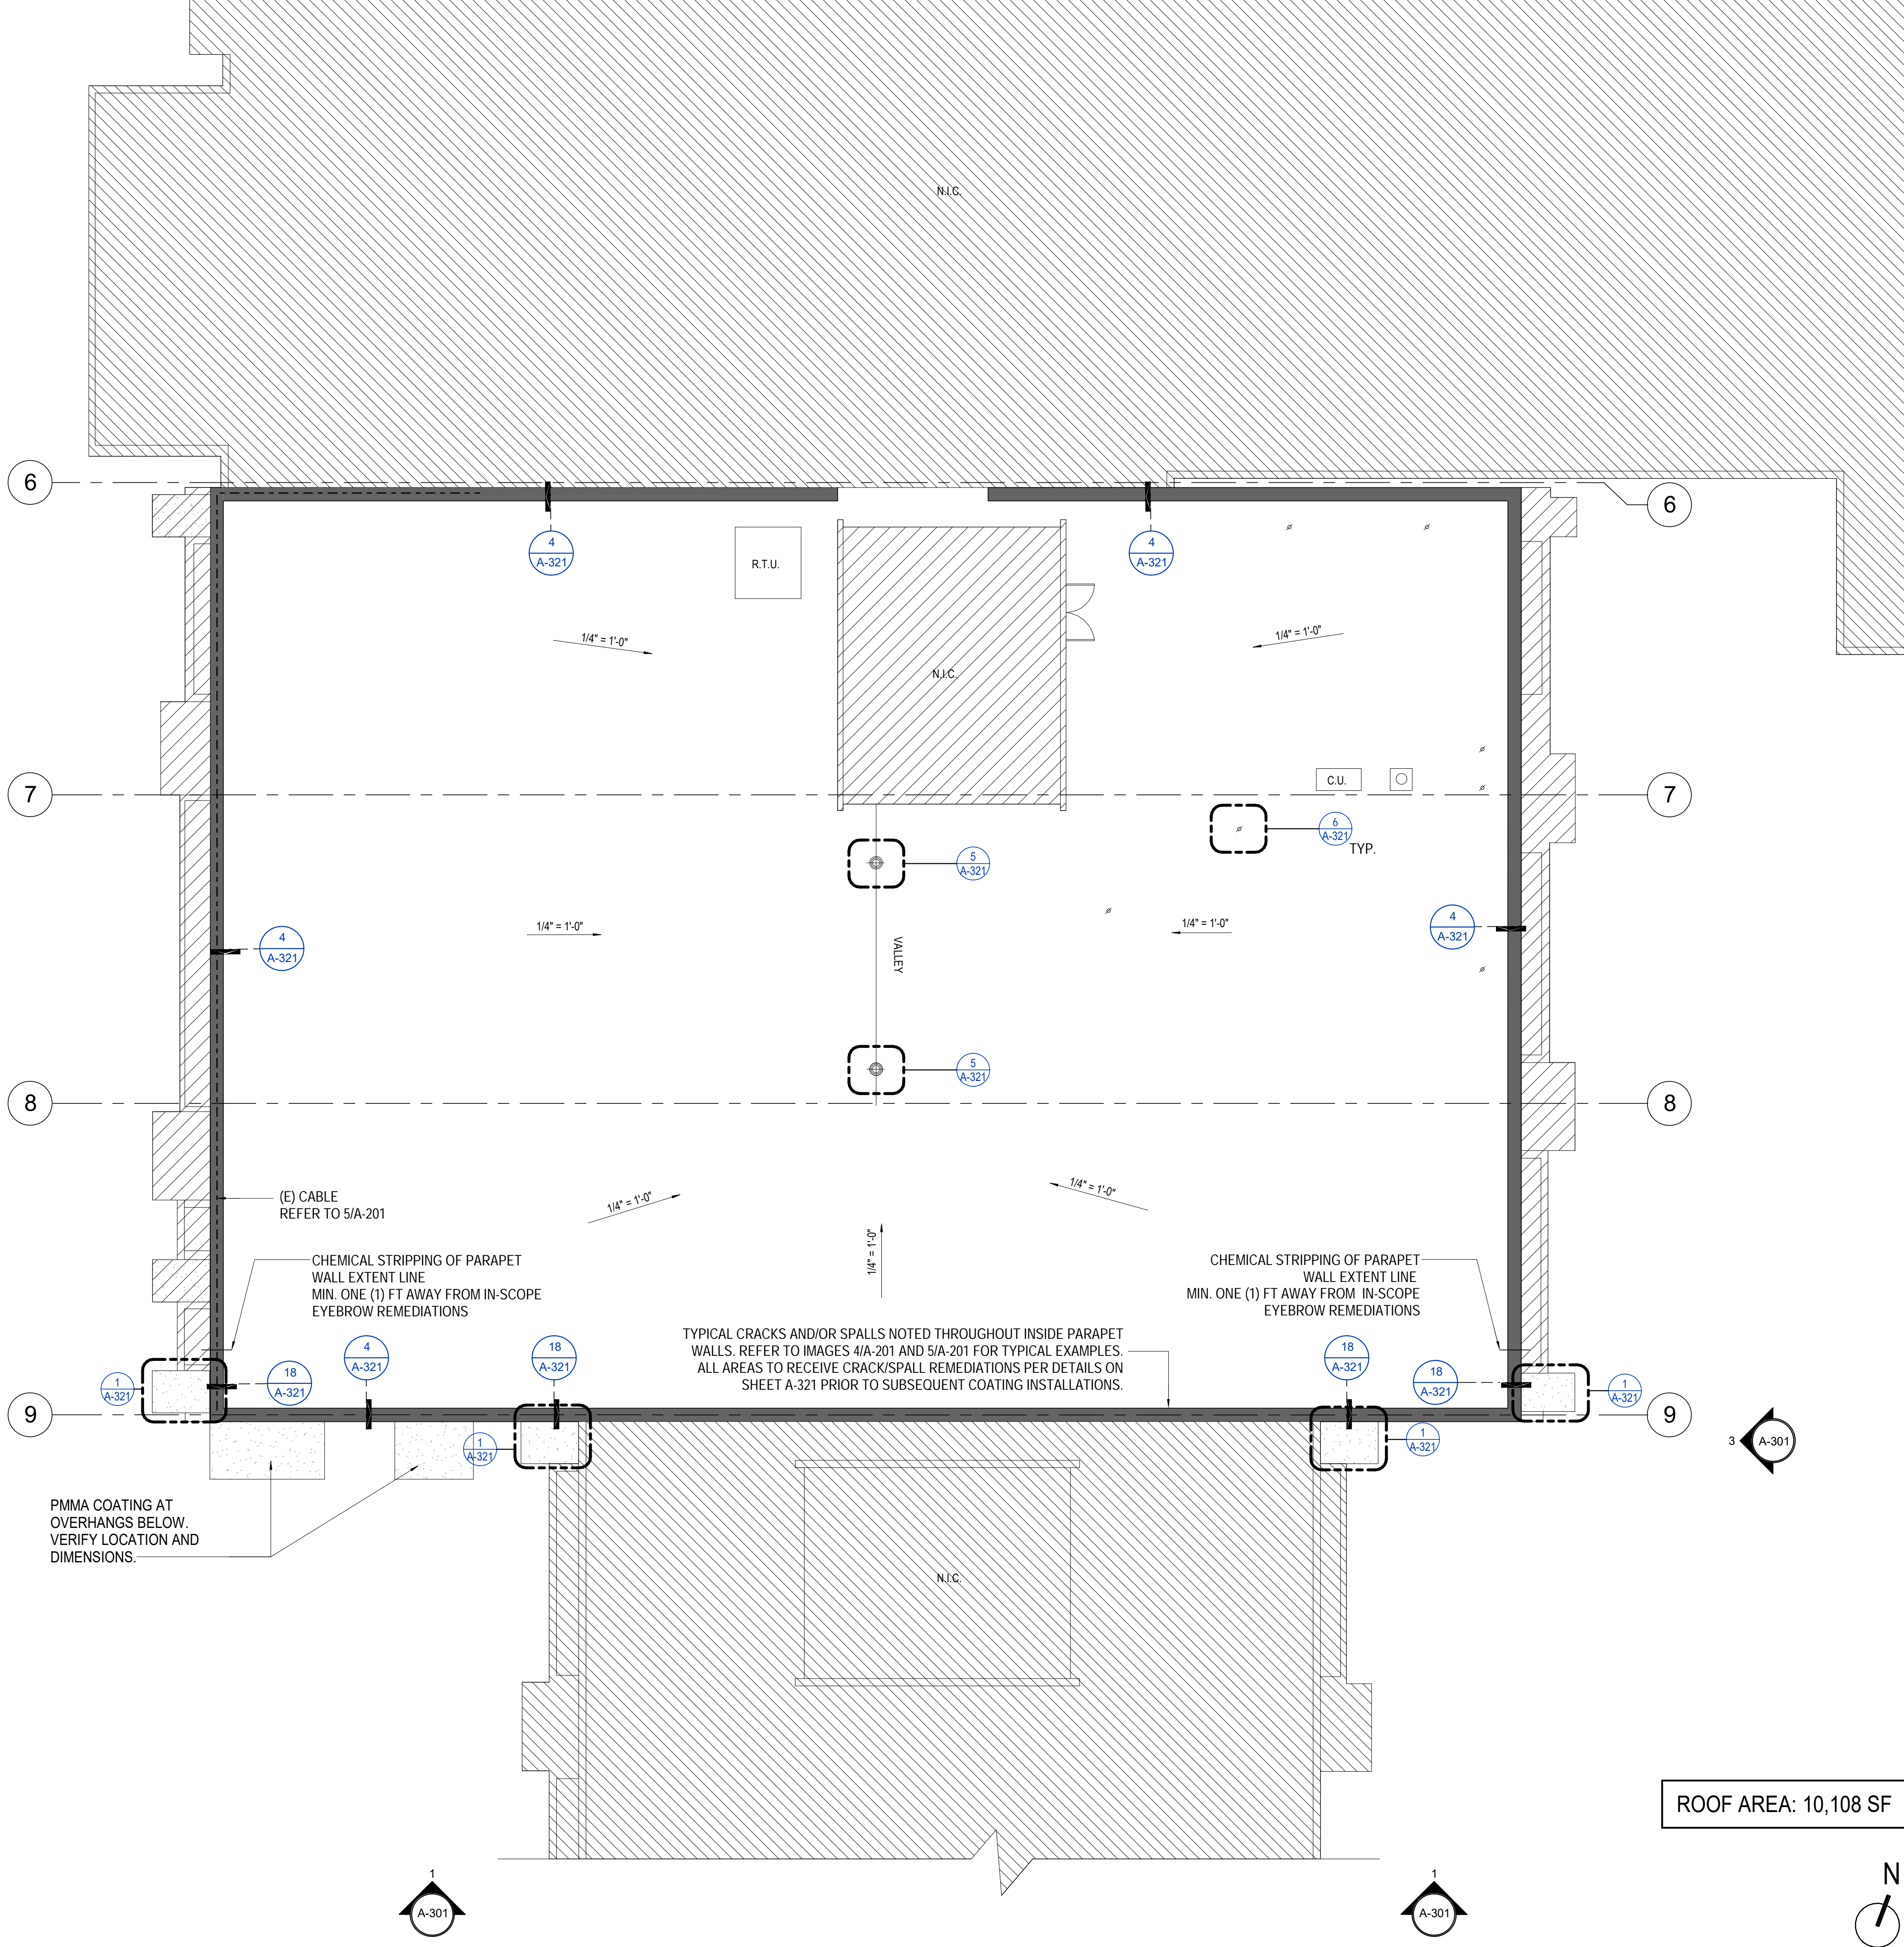 N.I.C.
6
6
4
A-321
4
A-321
R.T.U.
1/4" = 1'-0"
1/4" = 1'-0"
N.I.C.
C.U.
7
7
6
A-321
TYP.
5
A-321
4
A-321
1/4" = 1'-0"
VALLEY
1/4" = 1'-0"
4
A-321
5
A-321
8
8
(E) CABLE
REFER TO 5/A-201
1/4" = 1'-0"
1/4" = 1'-0"
1/4" = 1'-0"
CHEMICAL STRIPPING OF PARAPET
WALL EXTENT LINE
MIN. ONE (1) FT AWAY FROM IN-SCOPE
EYEBROW REMEDIATIONS
CHEMICAL STRIPPING OF PARAPET
WALL EXTENT LINE
MIN. ONE (1) FT AWAY FROM IN-SCOPE
EYEBROW REMEDIATIONS
TYPICAL CRACKS AND/OR SPALLS NOTED THROUGHOUT INSIDE PARAPET
WALLS. REFER TO IMAGES 4/A-201 AND 5/A-201 FOR TYPICAL EXAMPLES.
ALL AREAS TO RECEIVE CRACK/SPALL REMEDIATIONS PER DETAILS ON
SHEET A-321 PRIOR TO SUBSEQUENT COATING INSTALLATIONS.
1
A-321
18
A-321
4
A-321
18
A-321
18
A-321
18
A-321
1
A-321
9
9
1
A-321
1
A-321
3
A-301
PMMA COATING AT
OVERHANGS BELOW.
VERIFY LOCATION AND
DIMENSIONS.
N.I.C.
ROOF AREA: 10,108 SF
1
A-301
1
A-301
N